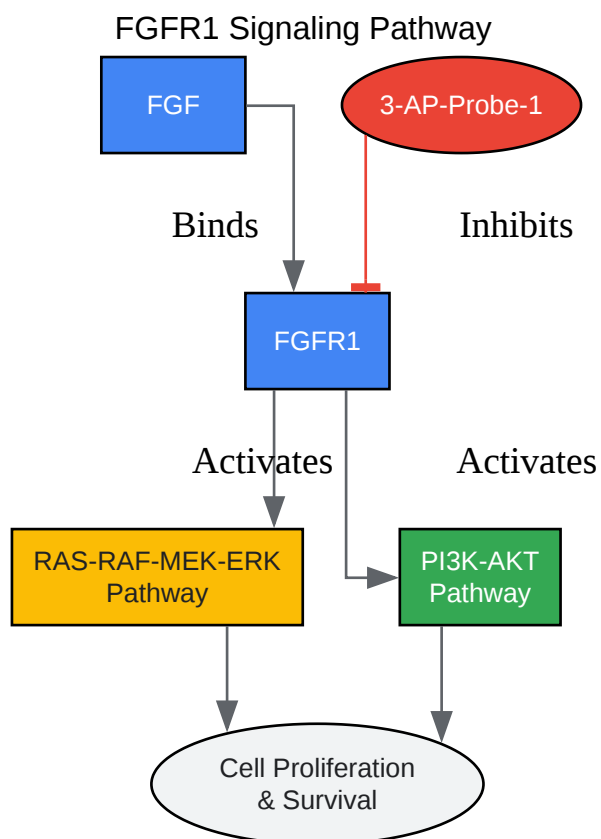 FGFR1 Signaling Pathway
FGF
3-AP-Probe-1
Binds
Inhibits
FGFR1
Activates
Activates
RAS-RAF-MEK-ERK
Pathway
PI3K-AKT
Pathway
Cell Proliferation
& Survival